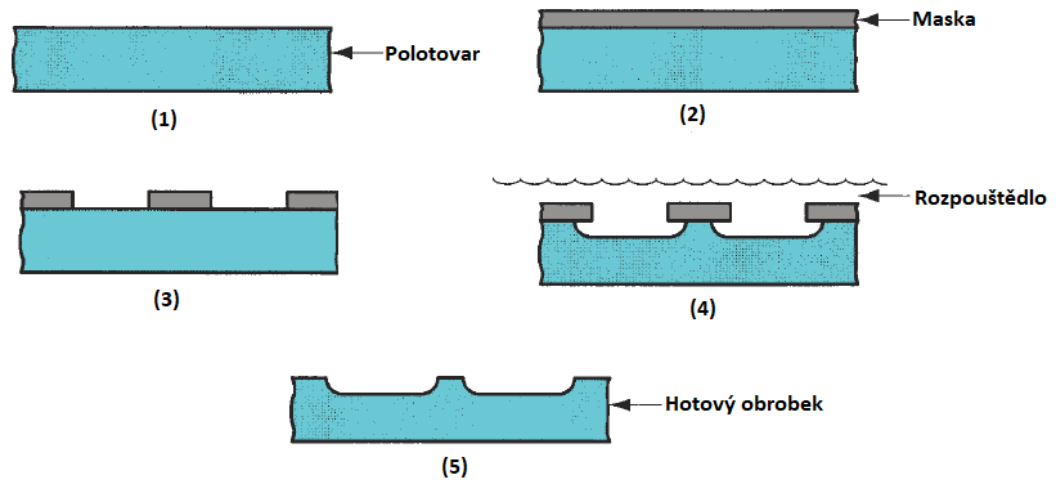 Polotovar
(1)
Maska
(2)
(3)
Rozpouštědlo
(4)
Hotový obrobek
(5)